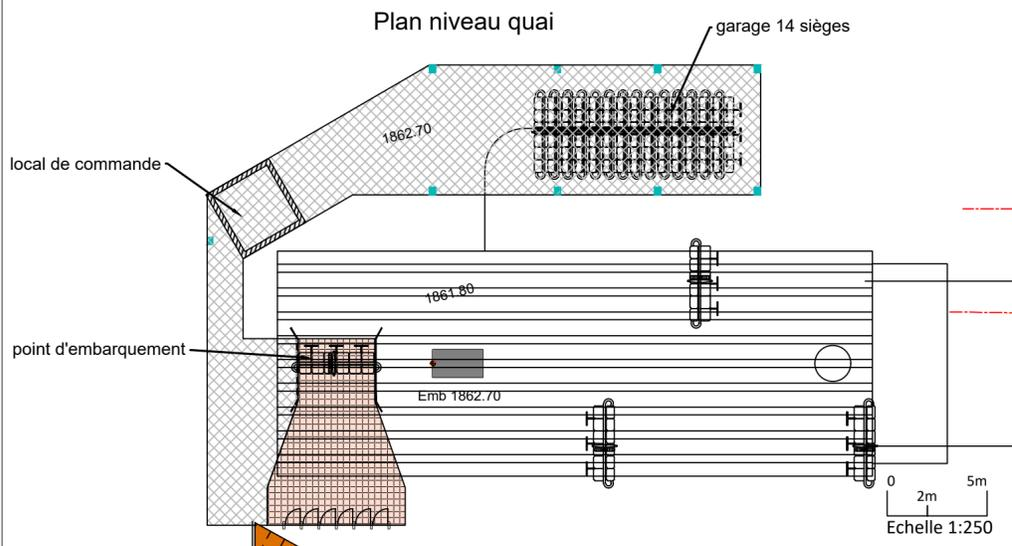 Plan niveau quai
garage 14 sièges
1862.70
local de commande
1861.80
point d'embarquement
Emb 1862.70
0 5m
2m
Echelle 1:250